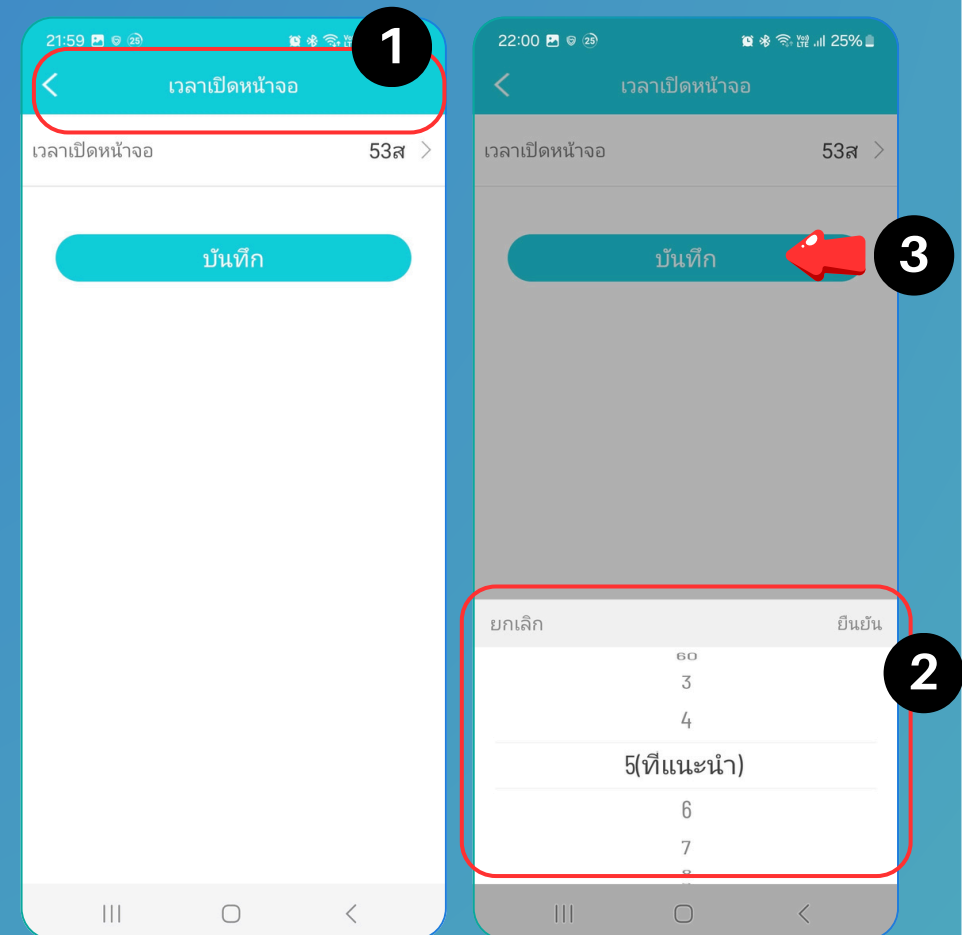 21:59 25
1
เวลาเปิดหน้าจอ
เวลาเปิดหน้าจอ 53ส
บันทึก
22:00 25 Vo) LTE 25%
เวลาเปิดหน้าจอ
เวลาเปิดหน้าจอ 53ส
บันทึก
3
ยกเลิก ยืนยัน
60
3
4
5(ที่แนะนำ)
6
7
2